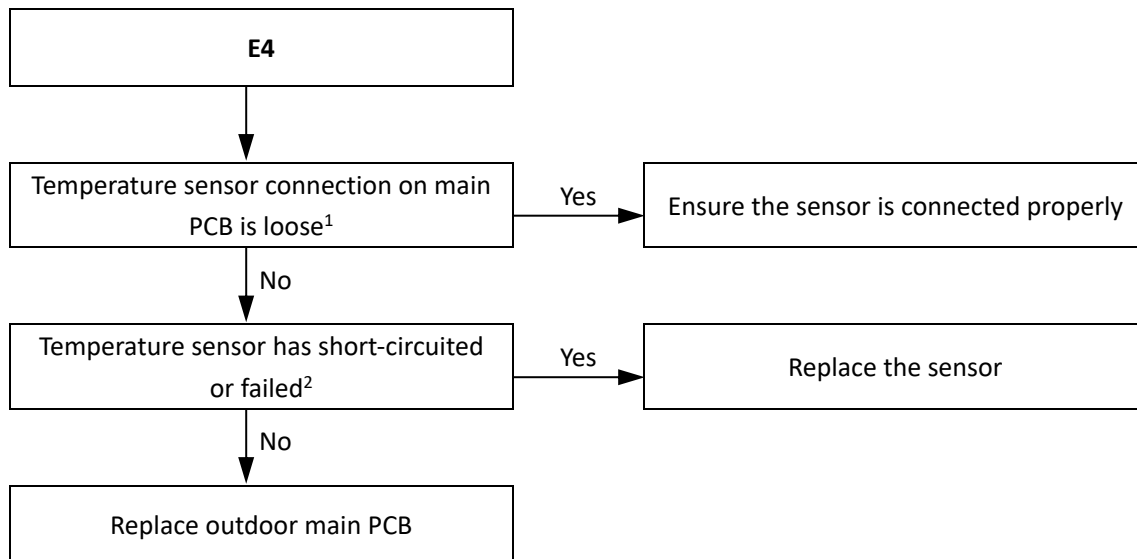 E4
Temperature sensor connection on main
PCB is loose¹
Yes
Ensure the sensor is connected properly
No
Temperature sensor has short-circuited
or failed²
Yes
Replace the sensor
No
Replace outdoor main PCB